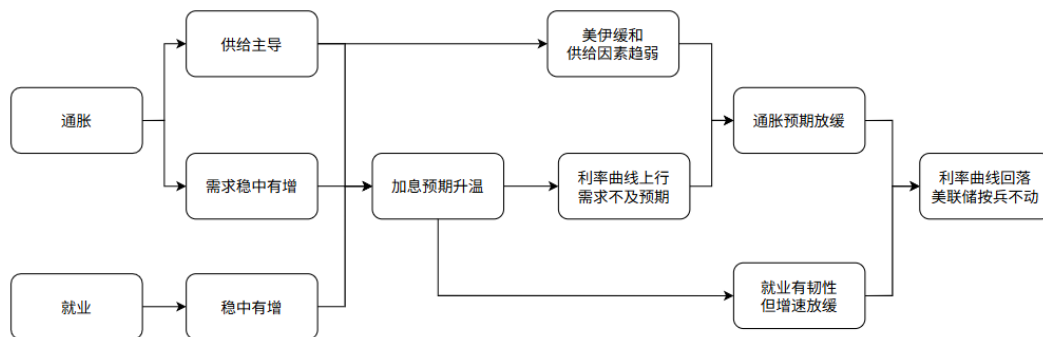 供给主导
美伊缓和
供给因素趋弱
通胀
通胀预期放缓
需求稳中有增
加息预期升温
利率曲线上行
需求不及预期
利率曲线回落
美联储按兵不动
就业
稳中有增
就业有韧性
但增速放缓